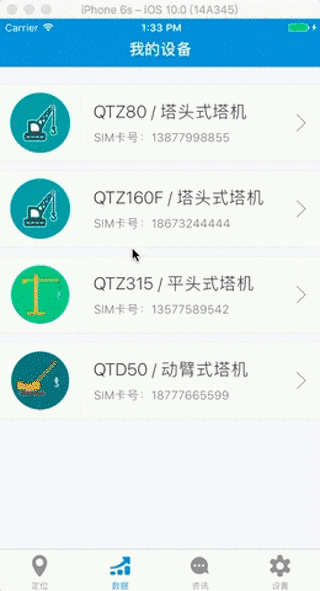 iPhone 6s – iOS 10.0 (14A345)
Carrier 1:33 PM
我的设备
QTZ80 / 塔头式塔机
SIM卡号：13877998855
QTZ160F / 塔头式塔机
SIM卡号：18673244444
QTZ315 / 平头式塔机
SIM卡号：13577589542
QTD50 / 动臂式塔机
SIM卡号：18777665599
定位 数据 资讯 设置